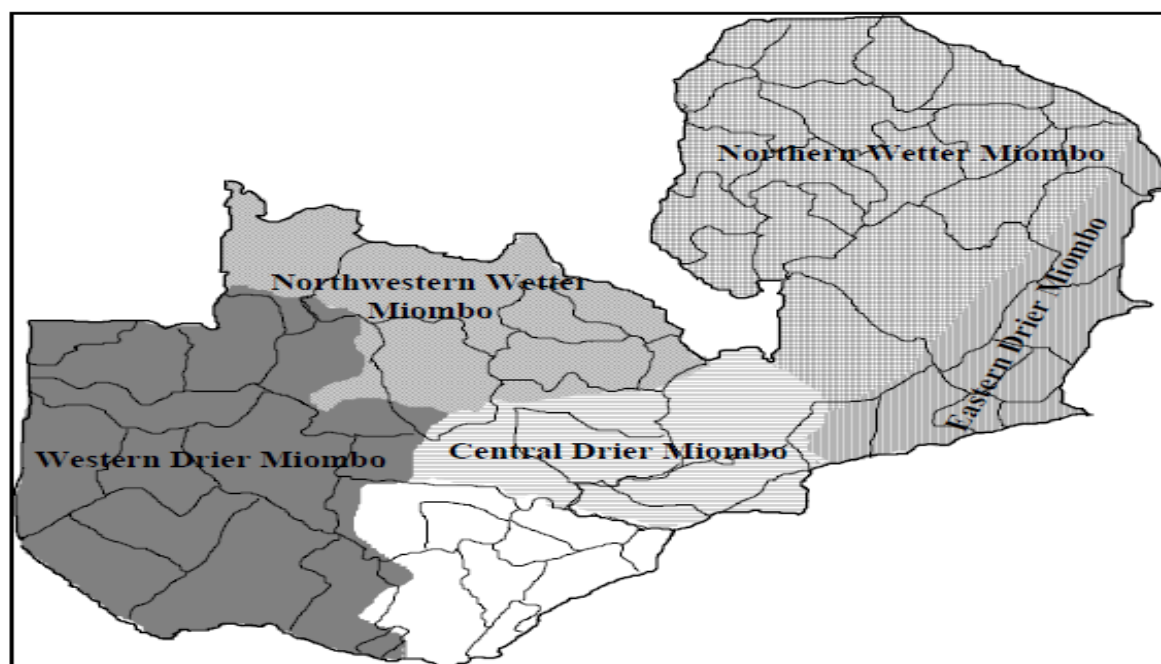 Northern Wetter Miombo
Northwestern Wetter
Miombo
Eastern Drier Miombo
Western Drier Miombo
Central Drier Miombo